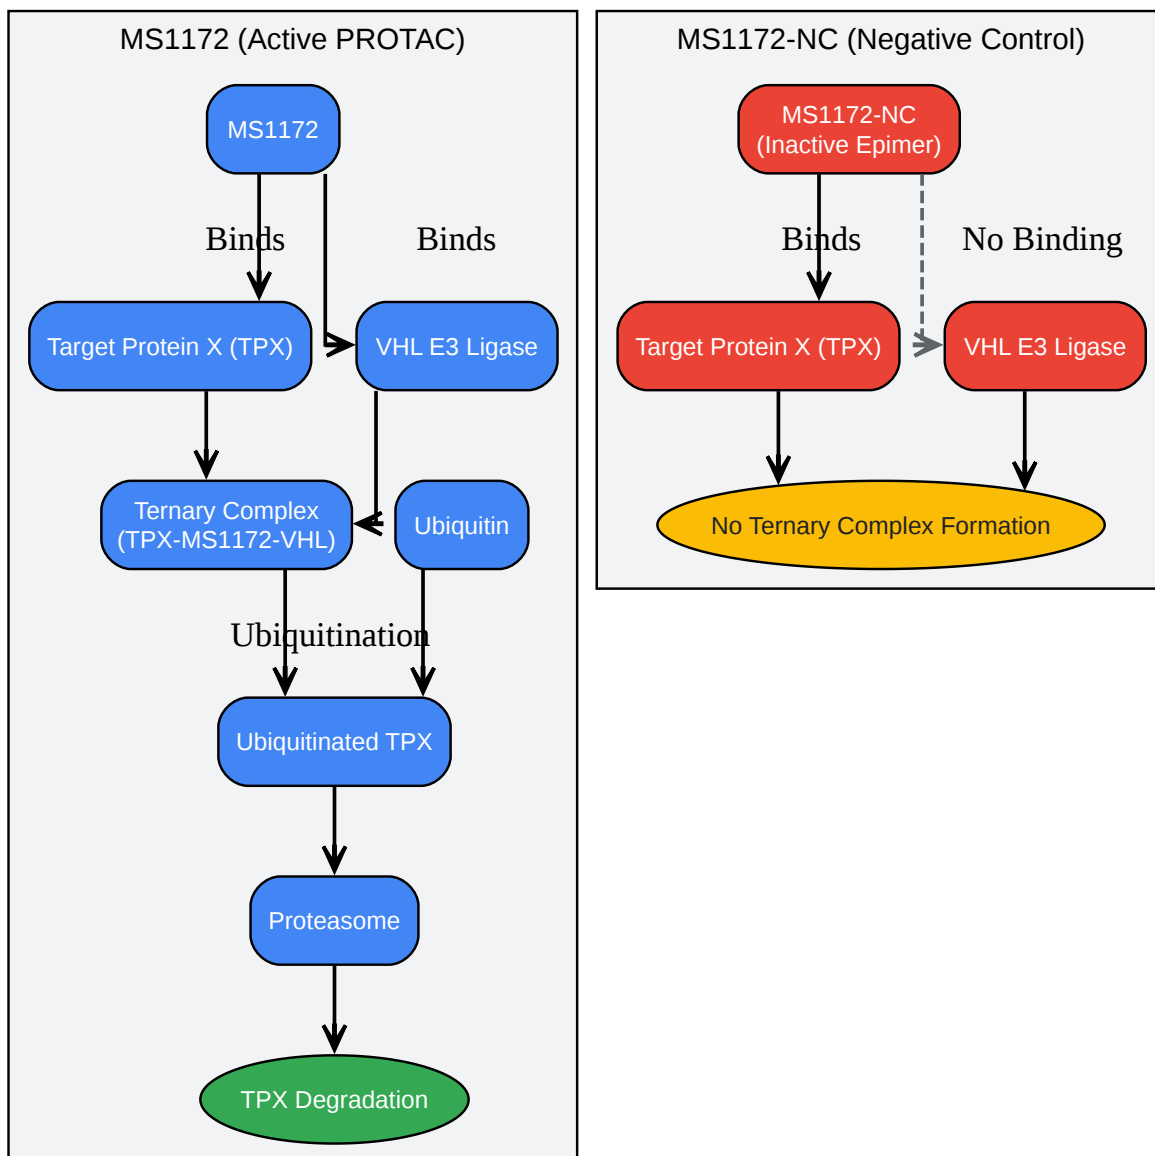 MS1172 (Active PROTAC)
MS1172
Binds
Binds
Target Protein X (TPX)
VHL E3 Ligase
Ternary Complex
(TPX-MS1172-VHL)
Ubiquitin
Ubiquitination
Ubiquitinated TPX
Proteasome
TPX Degradation
MS1172-NC (Negative Control)
MS1172-NC
(Inactive Epimer)
Binds
No Binding
Target Protein X (TPX)
VHL E3 Ligase
No Ternary Complex Formation